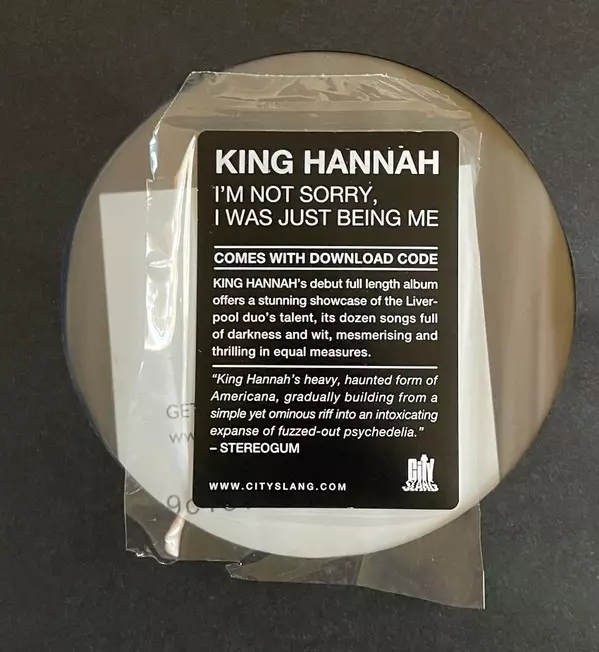 KING HANNAH
I'M NOT SORRY,
I WAS JUST BEING ME
COMES WITH DOWNLOAD CODE
KING HANNAH's debut full length album
offers a stunning showcase of the Liver-
pool duo's talent, its dozen songs full
of darkness and wit, mesmerising and
thrilling in equal measures.
"King Hannah's heavy, haunted form of
Americana, gradually building from a
simple yet ominous riff into an intoxicating
expanse of fuzzed-out psychedelia."
– STEREOGUM
WWW.CITYSLANG.COM
City
SLANG
GET